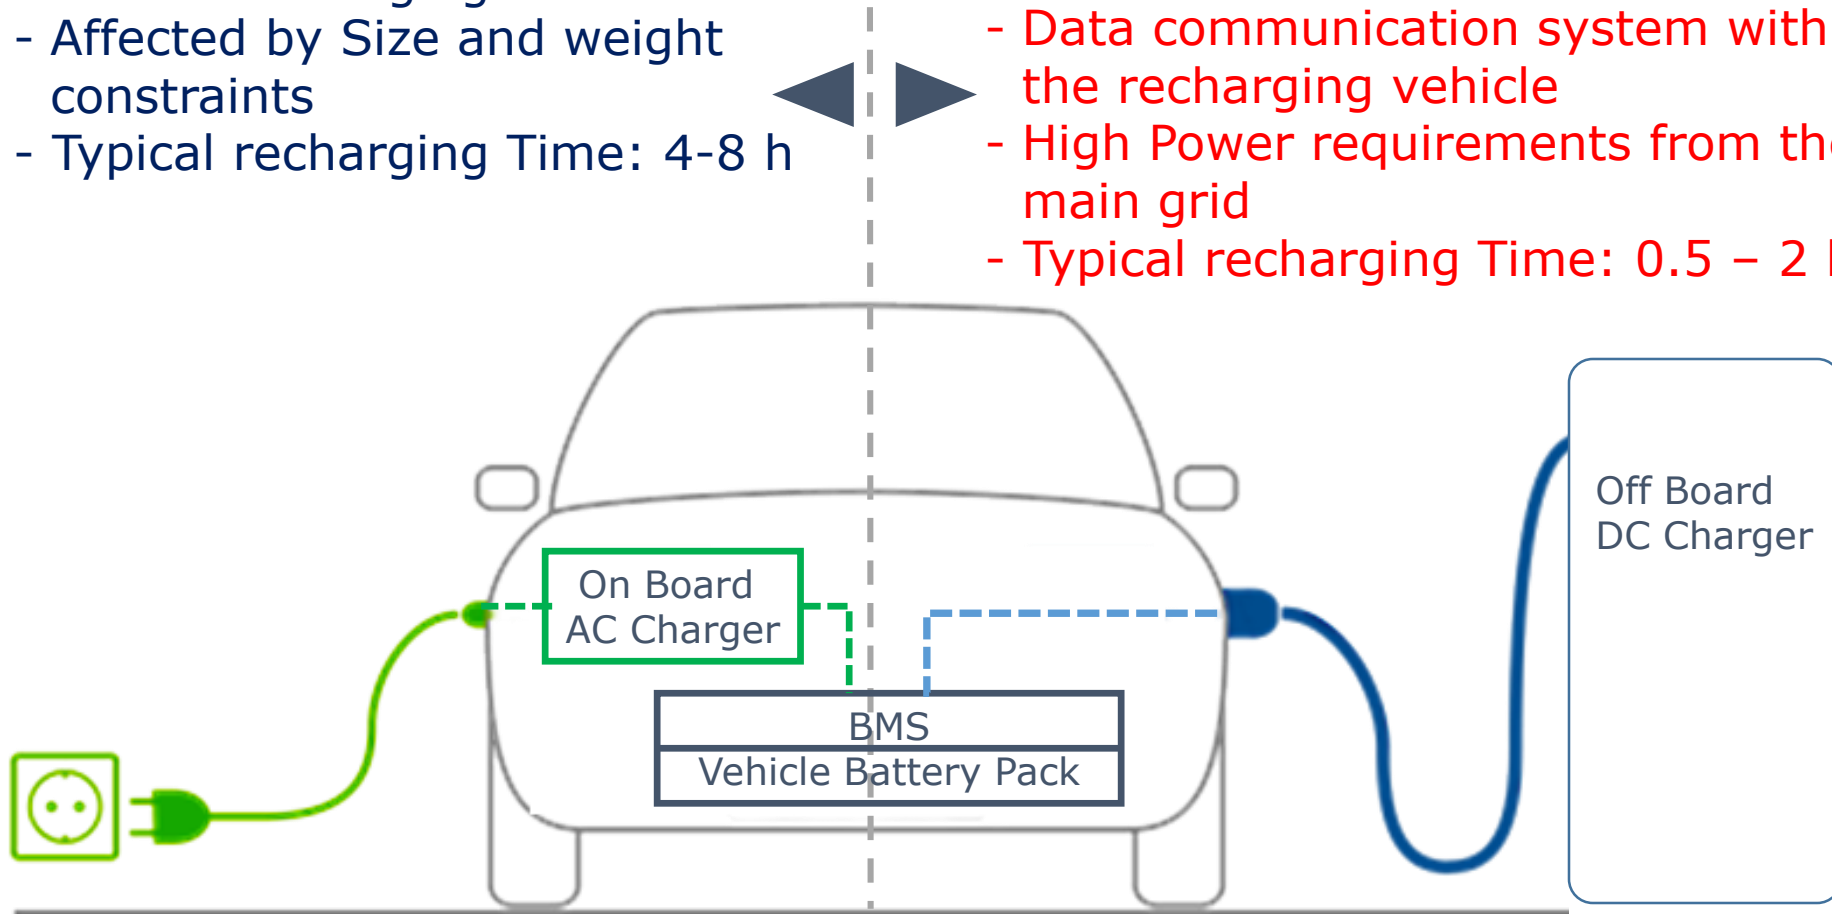 - Affected by Size and weight
constraints
- Typical recharging Time: 4-8 h
- Data communication system with
the recharging vehicle
- High Power requirements from the
main grid
- Typical recharging Time: 0.5 – 2 h
Off Board
DC Charger
On Board
AC Charger
BMS
Vehicle Battery Pack